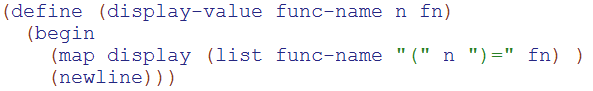 (define (display-value func-name n fn)
  (begin
    (map display (list func-name "(" n ")=" fn) )
    (newline)))